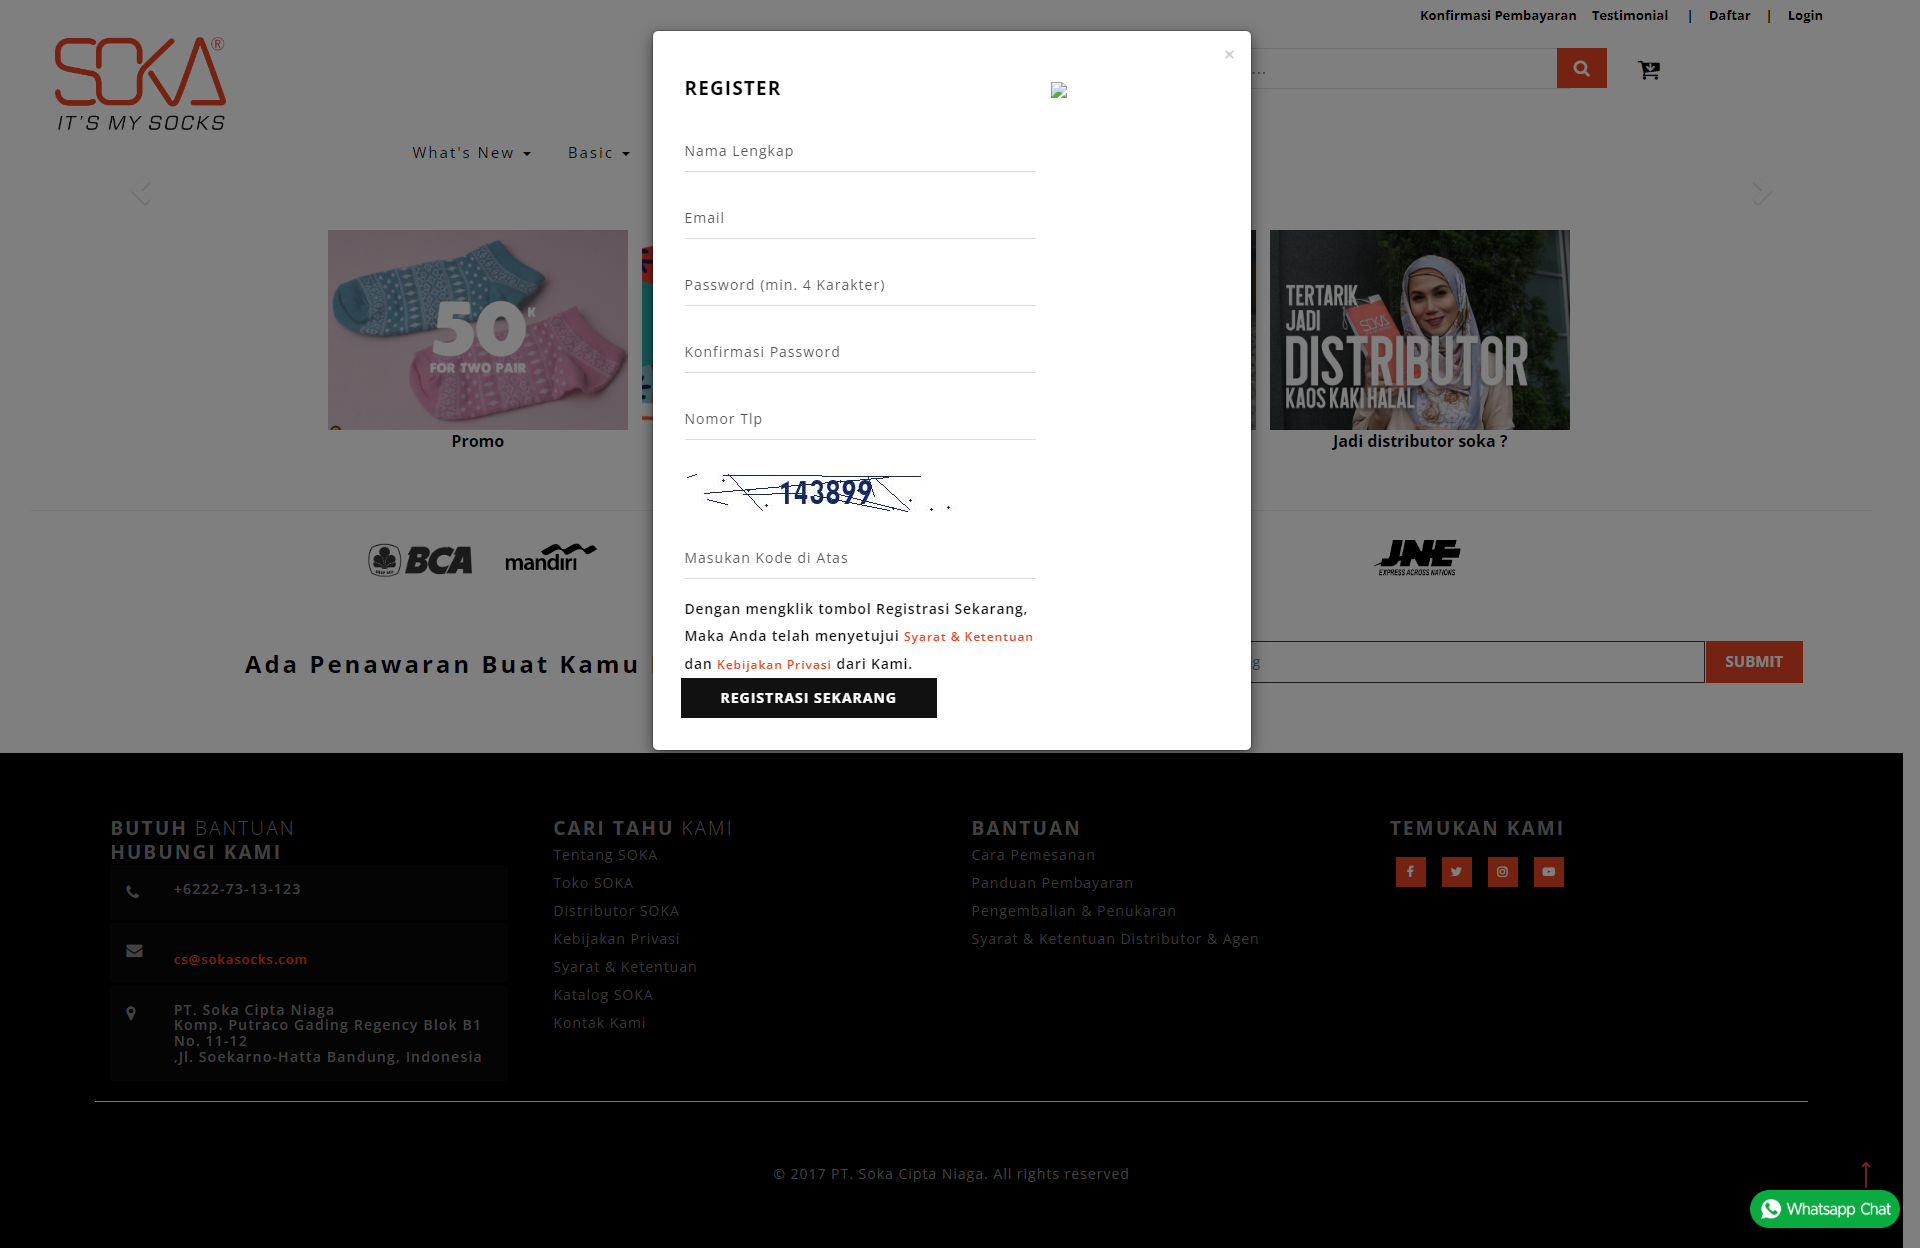 Konfirmasi Pembayaran Testimonial | Daftar | Login
SOKA®
IT'S MY SOCKS
...
What's New Basic
×
REGISTER
Nama Lengkap
Email
Password (min. 4 Karakter)
Konfirmasi Password
Nomor Tlp
143899
Masukan Kode di Atas
Dengan mengklik tombol Registrasi Sekarang,
Maka Anda telah menyetujui Syarat & Ketentuan
dan Kebijakan Privasi dari Kami.
REGISTRASI SEKARANG
50K
FOR TWO PAIR
Promo
TERTARIK
JADI
DISTRIBUTOR
KAOS KAKI HALAL
SOKA
Jadi distributor soka ?
BCA
mandiri
JNE
EXPRESS ACROSS NATIONS
Ada Penawaran Buat Kamu
g
SUBMIT
BUTUH BANTUAN
HUBUNGI KAMI
+6222-73-13-123
cs@sokasocks.com
PT. Soka Cipta Niaga
Komp. Putraco Gading Regency Blok B1
No. 11-12
,Jl. Soekarno-Hatta Bandung, Indonesia
CARI TAHU KAMI
Tentang SOKA
Toko SOKA
Distributor SOKA
Kebijakan Privasi
Syarat & Ketentuan
Katalog SOKA
Kontak Kami
BANTUAN
Cara Pemesanan
Panduan Pembayaran
Pengembalian & Penukaran
Syarat & Ketentuan Distributor & Agen
TEMUKAN KAMI
© 2017 PT. Soka Cipta Niaga. All rights reserved
Whatsapp Chat